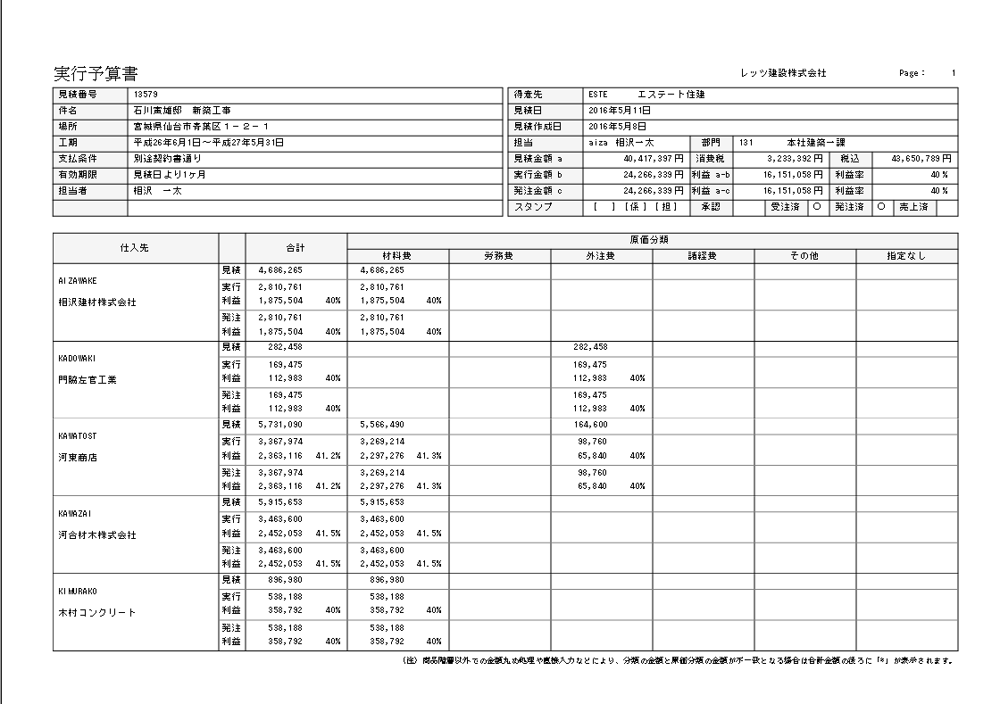 実行予算書 レッツ建設株式会社 Page: 1
見積番号 13579 得意先 ESTE エステート住建
件名 石川寅雄邸 新築工事 見積日 2016年5月11日
場所 宮城県仙台市青葉区1-2-1 見積作成日 2016年5月8日
工期 平成26年6月1日～平成27年5月31日 担当 aiza 相沢一太 部門 131 本社建築一課
支払条件 別途契約書通り 見積金額 a 40,417,397円 消費税 3,233,392円 税込 43,650,789円
有効期限 見積日より1ヶ月 実行金額 b 24,266,339円 利益 a-b 16,151,058円 利益率 40%
担当者 相沢 一太 発注金額 c 24,266,339円 利益 a-c 16,151,058円 利益率 40%
スタンプ [ ] [係] [担] 承認 受注済 ○ 発注済 ○ 売上済
仕入先 合計 原価分類
材料費 労務費 外注費 諸経費 その他 指定なし
AIZAWAKE
相沢建材株式会社
見積 4,686,265 4,686,265
実行 2,810,761 2,810,761
利益 1,875,504 40% 1,875,504 40%
発注 2,810,761 2,810,761
利益 1,875,504 40% 1,875,504 40%
KADOWAKI
門脇左官工業
見積 282,458 282,458
実行 169,475 169,475
利益 112,983 40% 112,983 40%
発注 169,475 169,475
利益 112,983 40% 112,983 40%
KAWATOST
河東商店
見積 5,731,090 5,566,490 164,600
実行 3,367,974 3,269,214 98,760
利益 2,363,116 41.2% 2,297,276 41.3% 65,840 40%
発注 3,367,974 3,269,214 98,760
利益 2,363,116 41.2% 2,297,276 41.3% 65,840 40%
KAWAZAI
河合材木株式会社
見積 5,915,653 5,915,653
実行 3,463,600 3,463,600
利益 2,452,053 41.5% 2,452,053 41.5%
発注 3,463,600 3,463,600
利益 2,452,053 41.5% 2,452,053 41.5%
KIMURAKO
木村コンクリート
見積 896,980 896,980
実行 538,188 538,188
利益 358,792 40% 358,792 40%
発注 538,188 538,188
利益 358,792 40% 358,792 40%
(注) 商品階層以外での金額丸め処理や直接入力などにより、分類の金額と原価分類の金額が不一致となる場合は合計金額の後ろに「*」が表示されます。